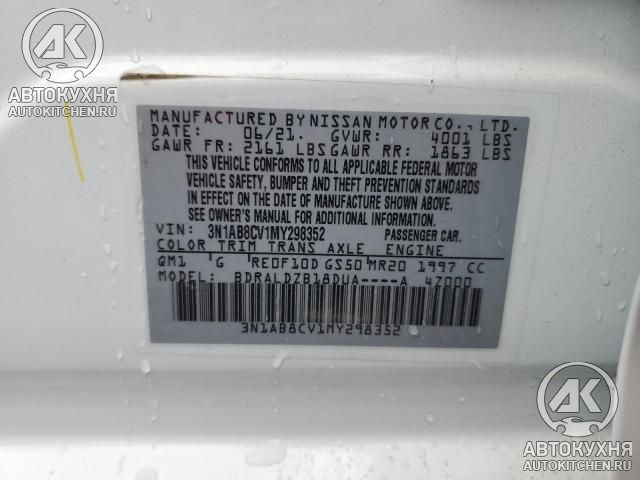 AK
АВТОКУХНЯ
AUTOKITCHEN.RU
MANUFACTURED BY NISSAN MOTOR CO., LTD.
DATE: 06/21. GVWR: 4001 LBS
GAWR FR: 2161 LBS GAWR RR: 1863 LBS
THIS VEHICLE CONFORMS TO ALL APPLICABLE FEDERAL MOTOR
VEHICLE SAFETY, BUMPER AND THEFT PREVENTION STANDARDS
IN EFFECT ON THE DATE OF MANUFACTURE SHOWN ABOVE.
SEE OWNER'S MANUAL FOR ADDITIONAL INFORMATION.
VIN: 3N1AB8CV1MY298352 PASSENGER CAR.
COLOR TRIM TRANS AXLE ENGINE
QM1 G RE0F10D GS50 MR20 1997 CC
MODEL: BDRALDZB18DUA----A 4Z000
3N1AB8CV1MY298352
AK
АВТОКУХНЯ
AUTOKITCHEN.RU